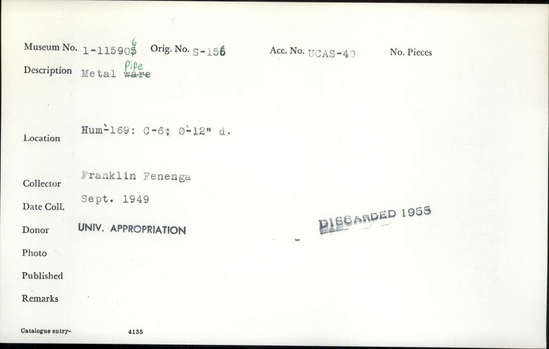 Museum No. 1-115906 Orig. No. S-156 Acc. No. UCAS-40 No. Pieces
Description Metal ware Pipe
Location Hum-169: C-6; 0-12" d.
Collector Franklin Fenenga
Date Coll. Sept. 1949
Donor UNIV. APPROPRIATION
DISCARDED 1955
Photo
Published
Remarks
Catalogue entry- 4135